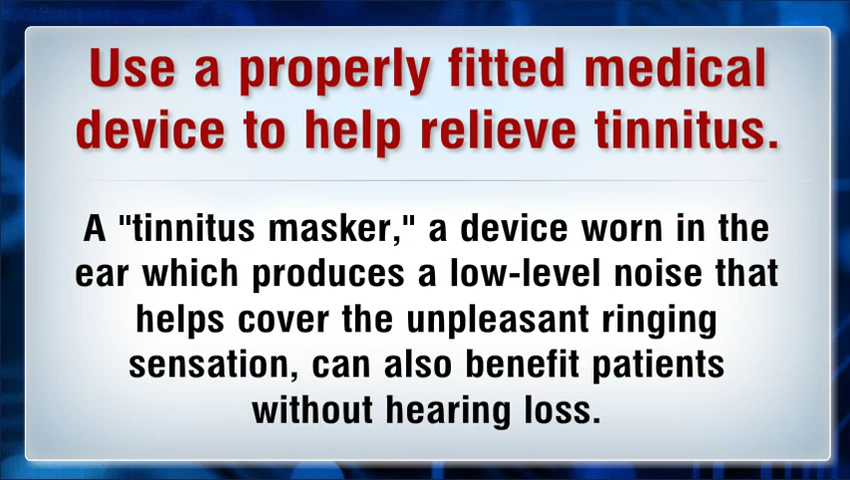 Use a properly fitted medical
device to help relieve tinnitus.
A "tinnitus masker," a device worn in the
ear which produces a low-level noise that
helps cover the unpleasant ringing
sensation, can also benefit patients
without hearing loss.